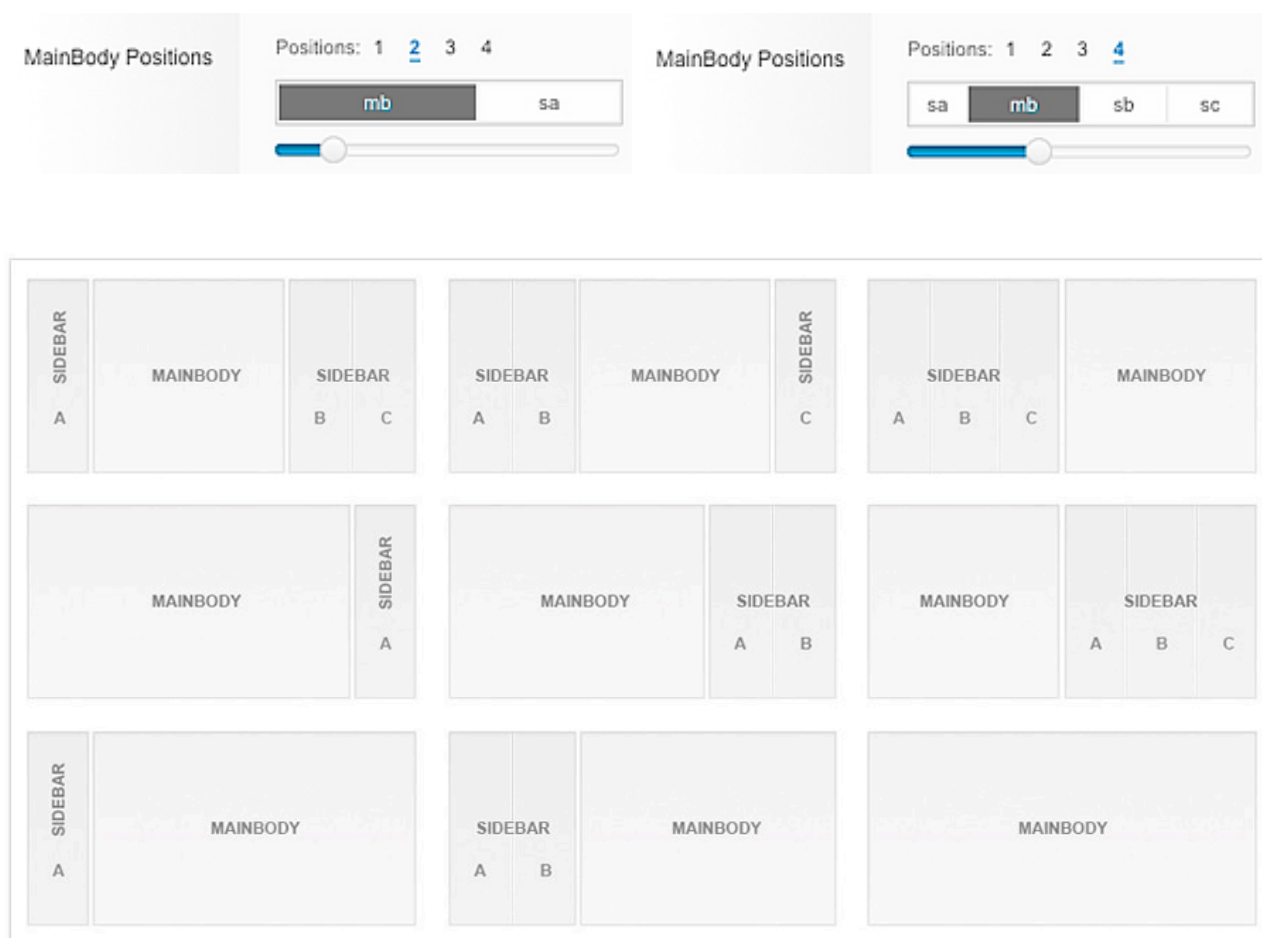 MainBody Positions
Positions: 1 2 3 4
mb sa
MainBody Positions
Positions: 1 2 3 4
sa mb sb sc
SIDEBAR A
MAINBODY
SIDEBAR
B C
SIDEBAR
A B
MAINBODY
SIDEBAR C
SIDEBAR
A B C
MAINBODY
MAINBODY
SIDEBAR A
MAINBODY
SIDEBAR
A B
MAINBODY
SIDEBAR
A B C
SIDEBAR A
MAINBODY
SIDEBAR
A B
MAINBODY
MAINBODY